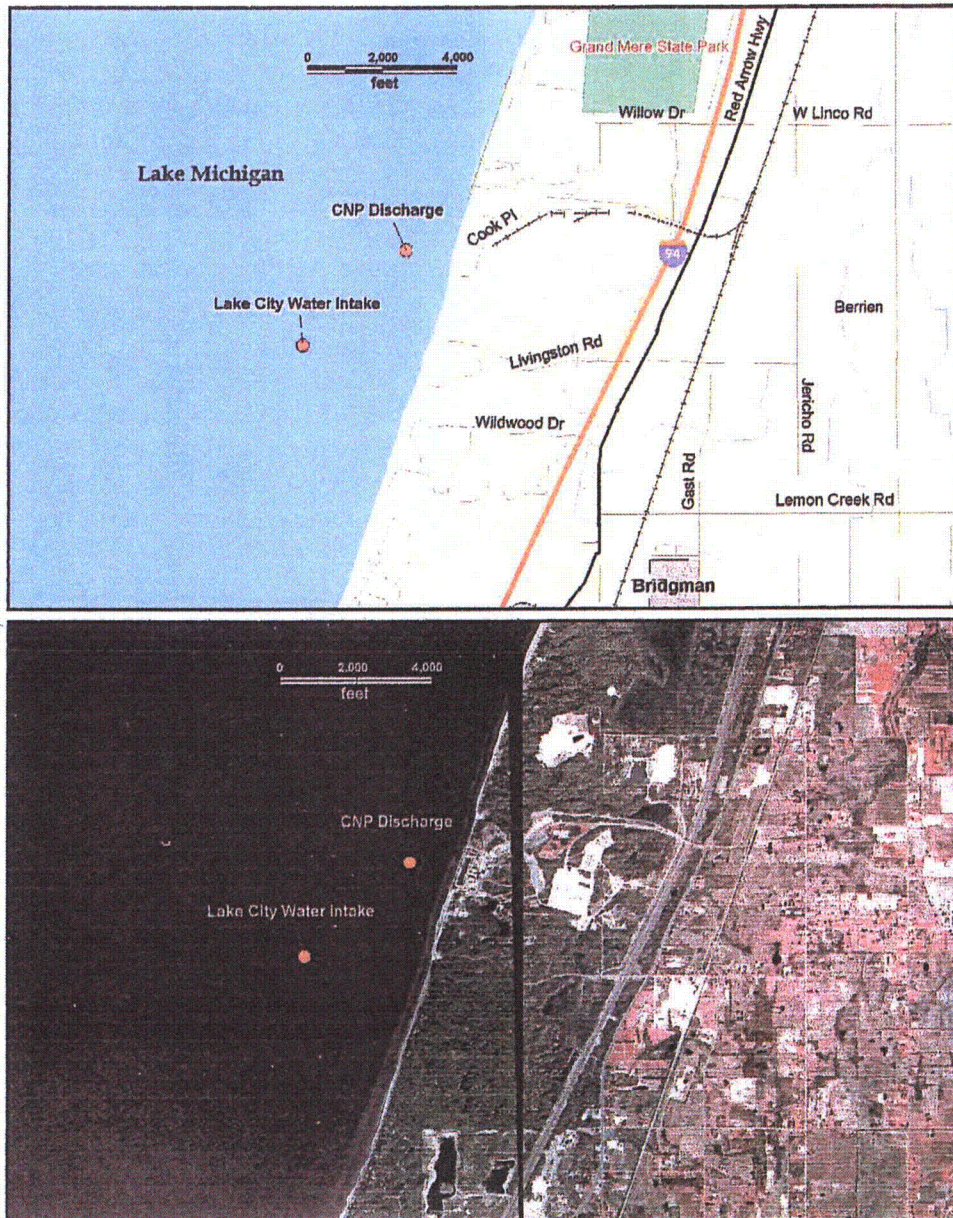 Grand Mere State Park
0 2,000 4,000
feet
Red Arrow Hwy
Willow Dr
W Linco Rd
Lake Michigan
CNP Discharge
Cook Pl
94
Lake City Water Intake
Berrien
Livingston Rd
Jericho Rd
Wildwood Dr
Gast Rd
Lemon Creek Rd
Bridgman
0 2,000 4,000
feet
CNP Discharge
Lake City Water Intake